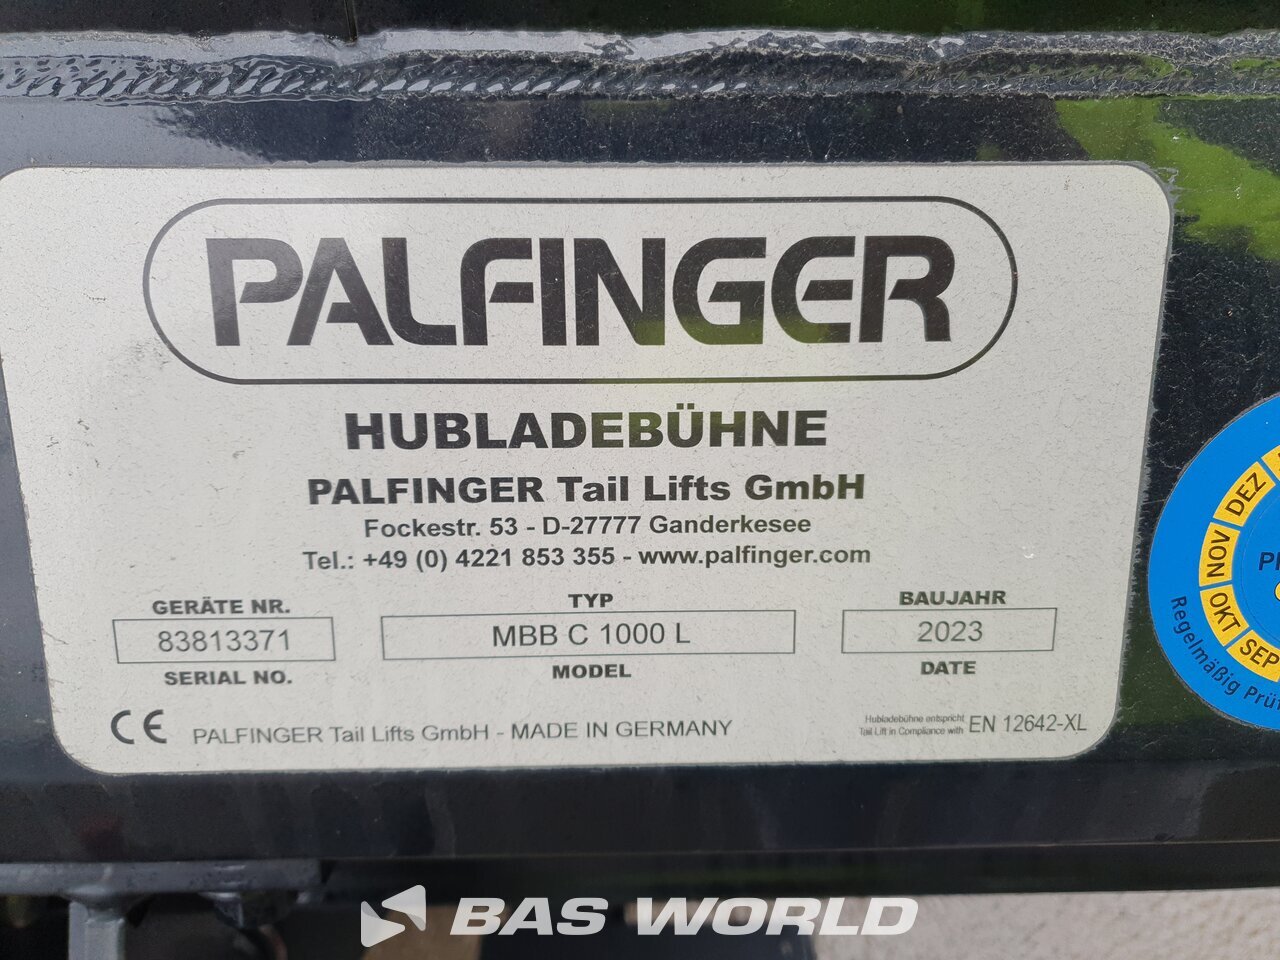 PALFINGER
HUBLADEBÜHNE
PALFINGER Tail Lifts GmbH
Fockestr. 53 - D-27777 Ganderkesee
Tel.: +49 (0) 4221 853 355 - www.palfinger.com
GERÄTE NR. TYP BAUJAHR
83813371 MBB C 1000 L 2023
SERIAL NO. MODEL DATE
CE PALFINGER Tail Lifts GmbH - MADE IN GERMANY
Hubladebühne entspricht
Tail Lift in Compliance with EN 12642-XL
DEZ
NOV
OKT
SEP
Regelmäßig
BAS WORLD